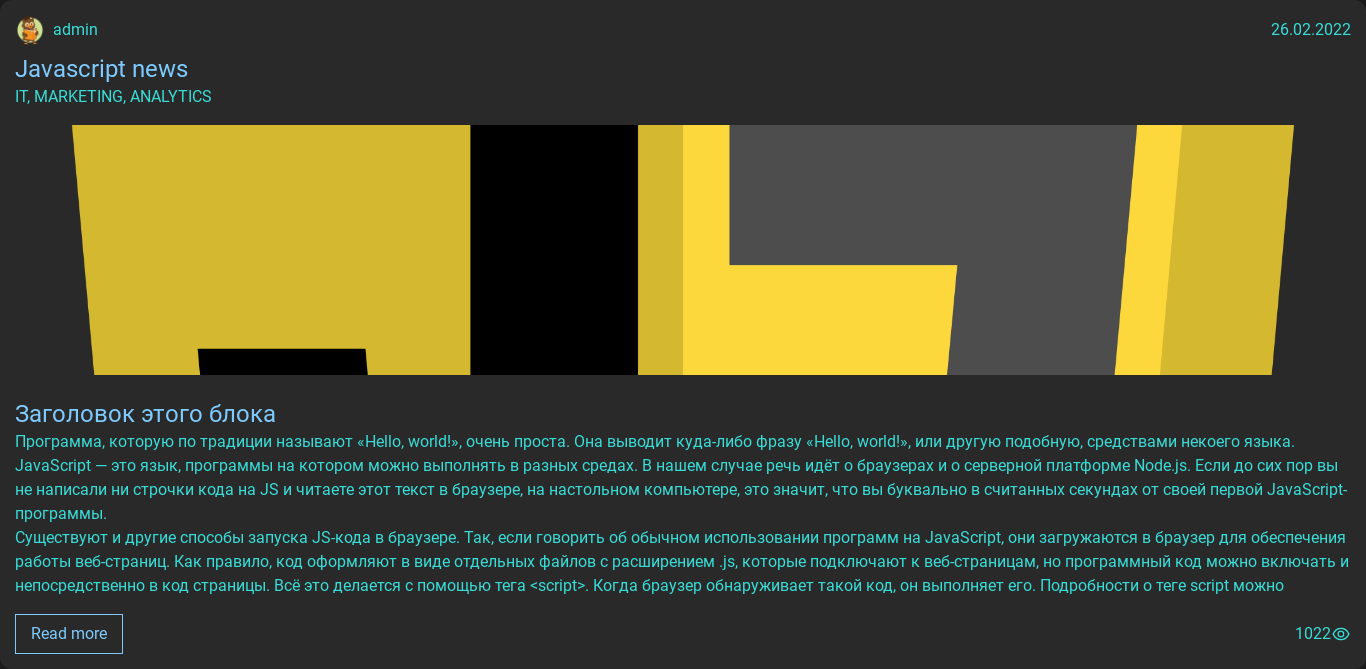 admin
26.02.2022
Javascript news
IT, MARKETING, ANALYTICS
Заголовок этого блока
Программа, которую по традиции называют «Hello, world!», очень проста. Она выводит куда-либо фразу «Hello, world!», или другую подобную, средствами некоего языка.
JavaScript — это язык, программы на котором можно выполнять в разных средах. В нашем случае речь идёт о браузерах и о серверной платформе Node.js. Если до сих пор вы
не написали ни строчки кода на JS и читаете этот текст в браузере, на настольном компьютере, это значит, что вы буквально в считанных секундах от своей первой JavaScript-
программы.
Существуют и другие способы запуска JS-кода в браузере. Так, если говорить об обычном использовании программ на JavaScript, они загружаются в браузер для обеспечения
работы веб-страниц. Как правило, код оформляют в виде отдельных файлов с расширением .js, которые подключают к веб-страницам, но программный код можно включать и
непосредственно в код страницы. Всё это делается с помощью тега <script>. Когда браузер обнаруживает такой код, он выполняет его. Подробности о теге script можно
Read more
1022